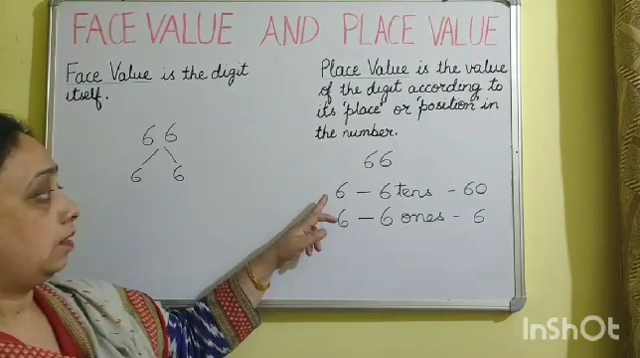 FACE VALUE AND PLACE VALUE
Face Value is the digit
itself.
66
6 6
Place Value is the value
of the digit according to
its 'place' or 'position' in
the number.
66
6 – 6 tens - 60
6 – 6 ones - 6
InShOt